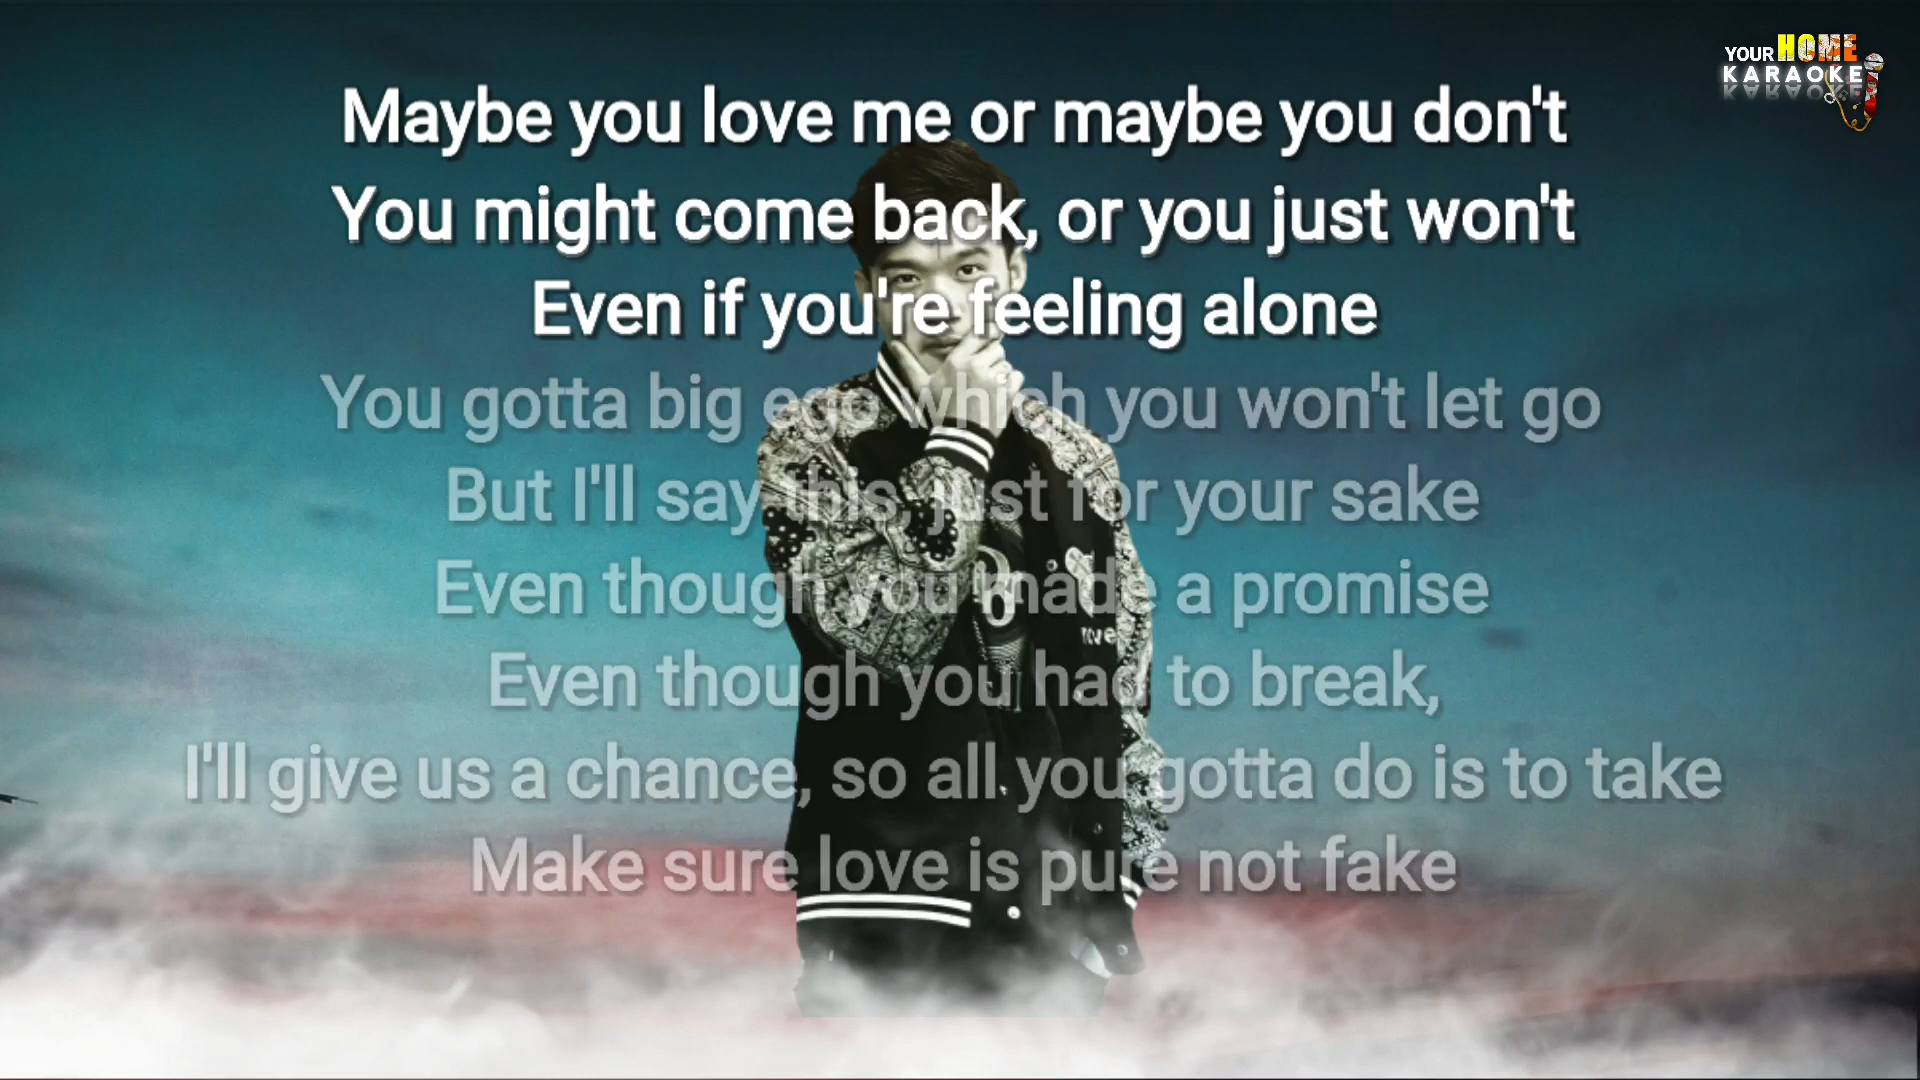 YOUR HOME
KARAOKE
Maybe you love me or maybe you don't
You might come back, or you just won't
Even if you're feeling alone
You gotta big ego which you won't let go
But I'll say this, just for your sake
Even though you made a promise
Even though you had to break,
I'll give us a chance, so all you gotta do is to take
Make sure love is pure not fake